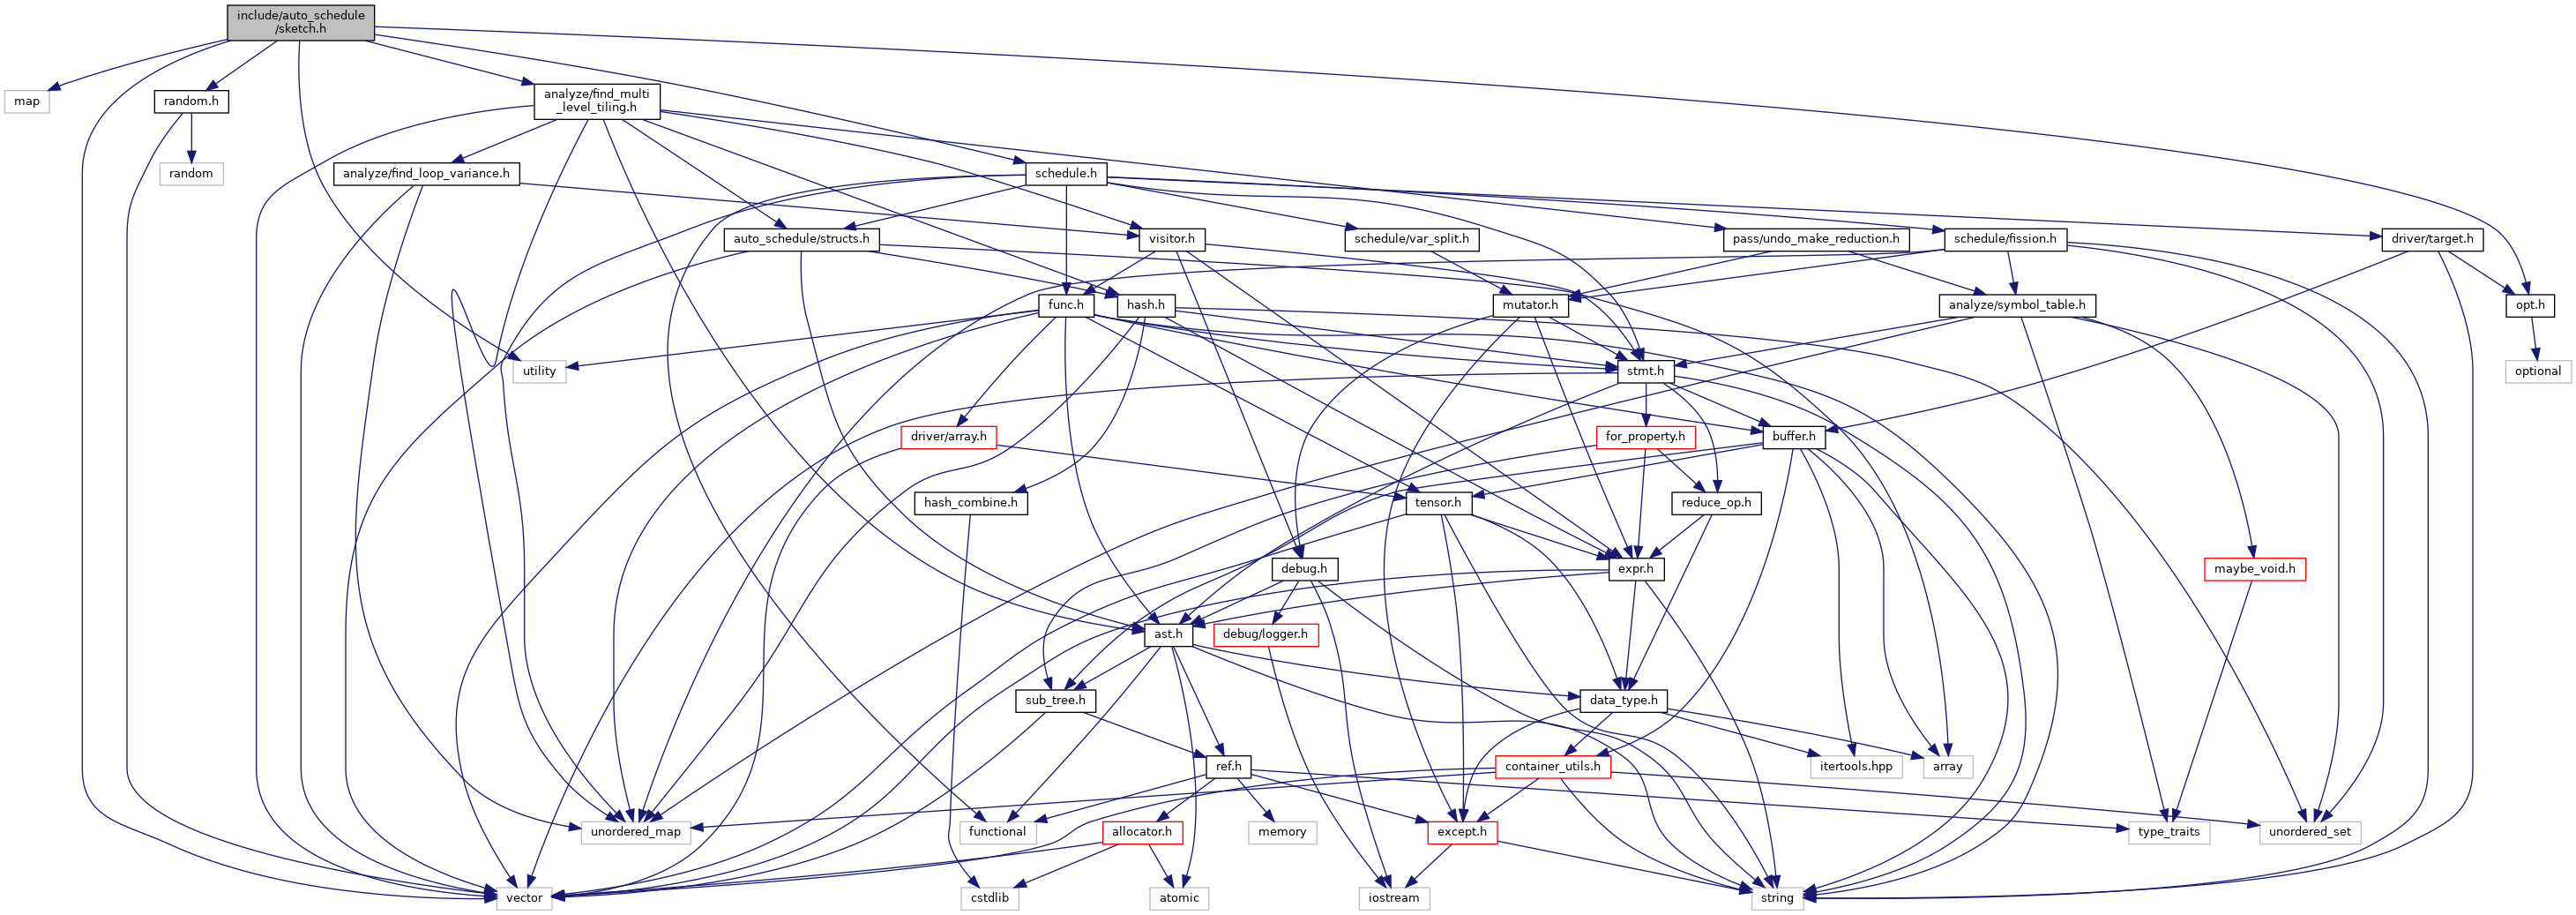 include/auto_schedule
/sketch.h
map
random.h
analyze/find_multi
_level_tiling.h
random
analyze/find_loop_variance.h
schedule.h
auto_schedule/structs.h
visitor.h
schedule/var_split.h
pass/undo_make_reduction.h
schedule/fission.h
driver/target.h
func.h
hash.h
mutator.h
analyze/symbol_table.h
opt.h
utility
stmt.h
optional
driver/array.h
for_property.h
buffer.h
hash_combine.h
tensor.h
reduce_op.h
debug.h
expr.h
maybe_void.h
ast.h
debug/logger.h
sub_tree.h
data_type.h
ref.h
container_utils.h
itertools.hpp
array
unordered_map
functional
allocator.h
memory
except.h
type_traits
unordered_set
vector
cstdlib
atomic
iostream
string